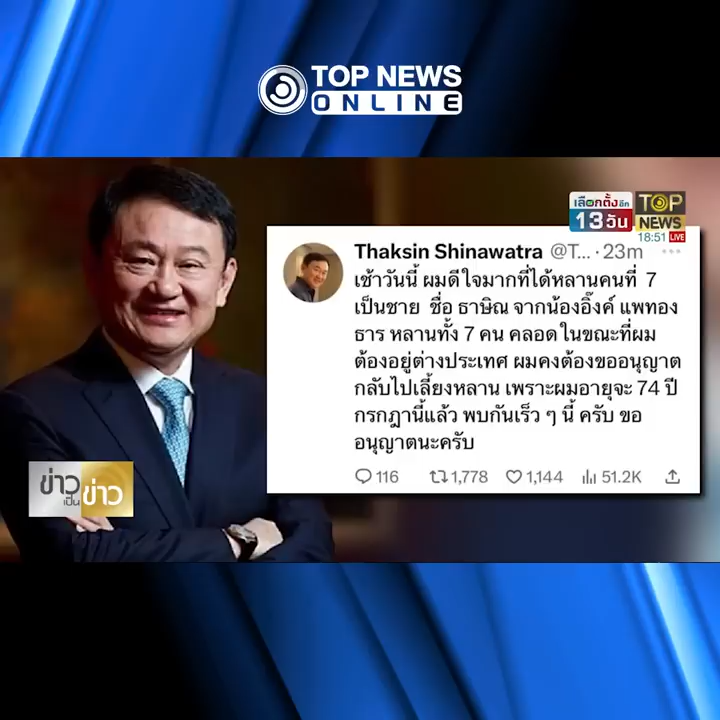 TOP NEWS
ONLINE
เลือกตั้งอีก
13วัน
TOP
NEWS
18:51 LIVE
Thaksin Shinawatra @T... · 23m
เช้าวันนี้ ผมดีใจมากที่ได้หลานคนที่ 7
เป็นชาย ชื่อ ธาษิณ จากน้องอิ๊งค์ แพทอง
ธาร หลานทั้ง 7 คน คลอดในขณะที่ผม
ต้องอยู่ต่างประเทศ ผมคงต้องขออนุญาต
กลับไปเลี้ยงหลาน เพราะผมอายุจะ 74 ปี
กรกฎานี้แล้ว พบกันเร็ว ๆ นี้ ครับ ขอ
อนุญาตนะครับ
116 1,778 1,144 51.2K
ข่าว
เป็น
ข่าว